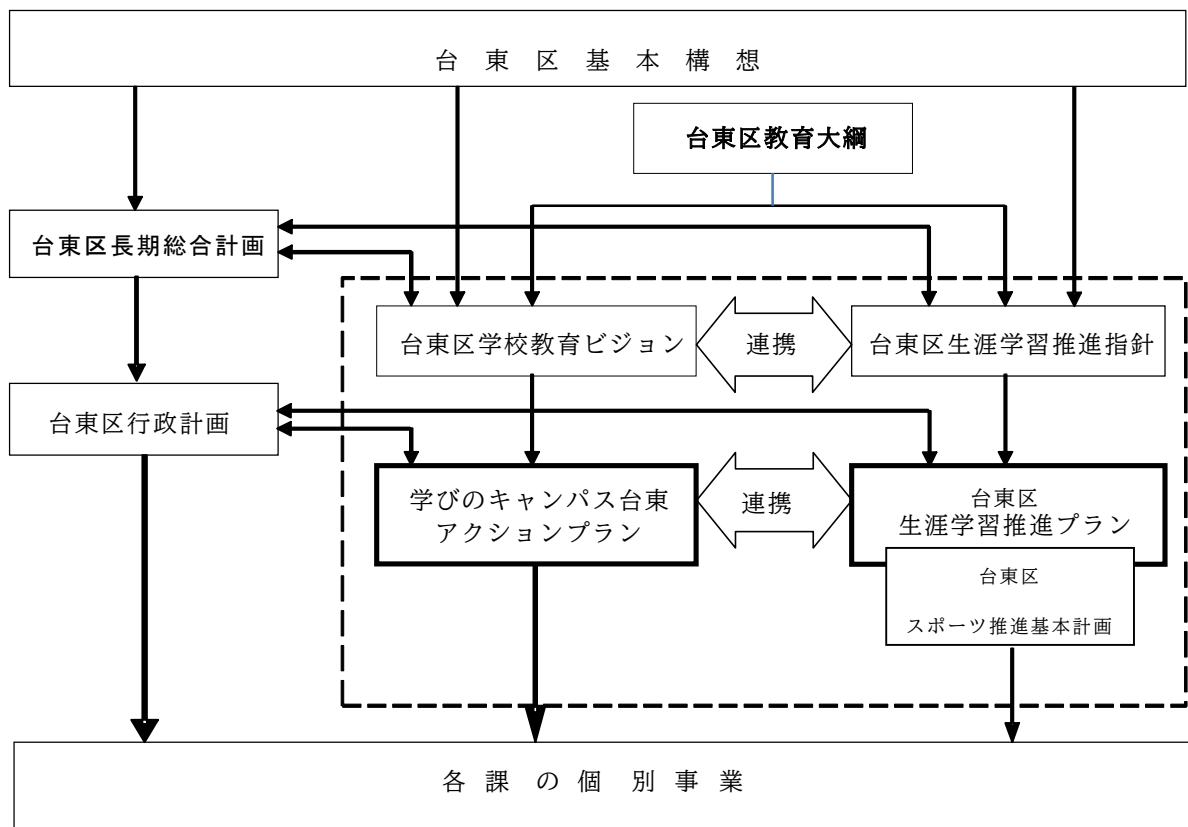 台東区基本構想
台東区教育大綱
台東区長期総合計画
台東区学校教育ビジョン
連携
台東区生涯学習推進指針
台東区行政計画
学びのキャンパス台東
アクションプラン
連携
台東区
生涯学習推進プラン
台東区
スポーツ推進基本計画
各課の個別事業